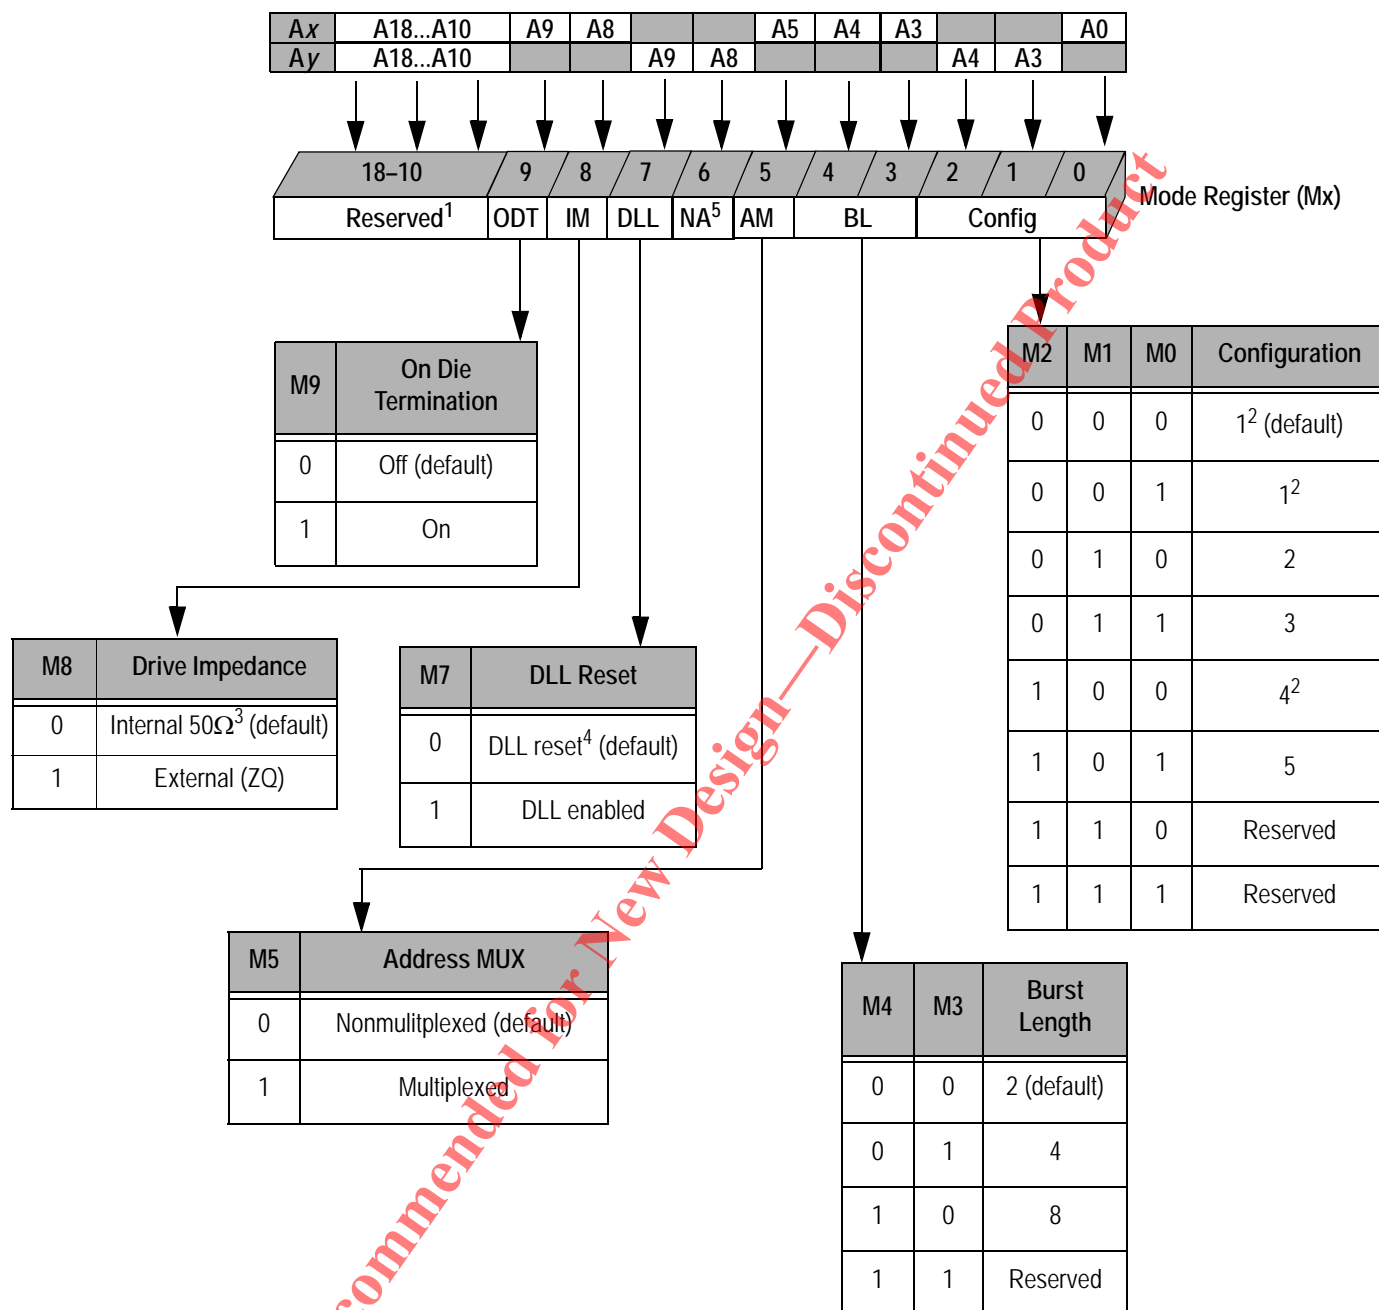 Ax A18...A10 A9 A8 A5 A4 A3 A0
Ay A18...A10 A9 A8 A4 A3
18–10 9 8 7 6 5 4 3 2 1 0
Mode Register (Mx)
Reserved1 ODT IM DLL NA5 AM BL Config
M9 On Die Termination
0 Off (default)
1 On
M2 M1 M0 Configuration
0 0 0 12 (default)
0 0 1 12
0 1 0 2
0 1 1 3
1 0 0 42
1 0 1 5
1 1 0 Reserved
1 1 1 Reserved
M8 Drive Impedance
0 Internal 50Ω3 (default)
1 External (ZQ)
M7 DLL Reset
0 DLL reset4 (default)
1 DLL enabled
M5 Address MUX
0 Nonmulitplexed (default)
1 Multiplexed
M4 M3 Burst Length
0 0 2 (default)
0 1 4
1 0 8
1 1 Reserved
commended for New Design—Discontinued Product